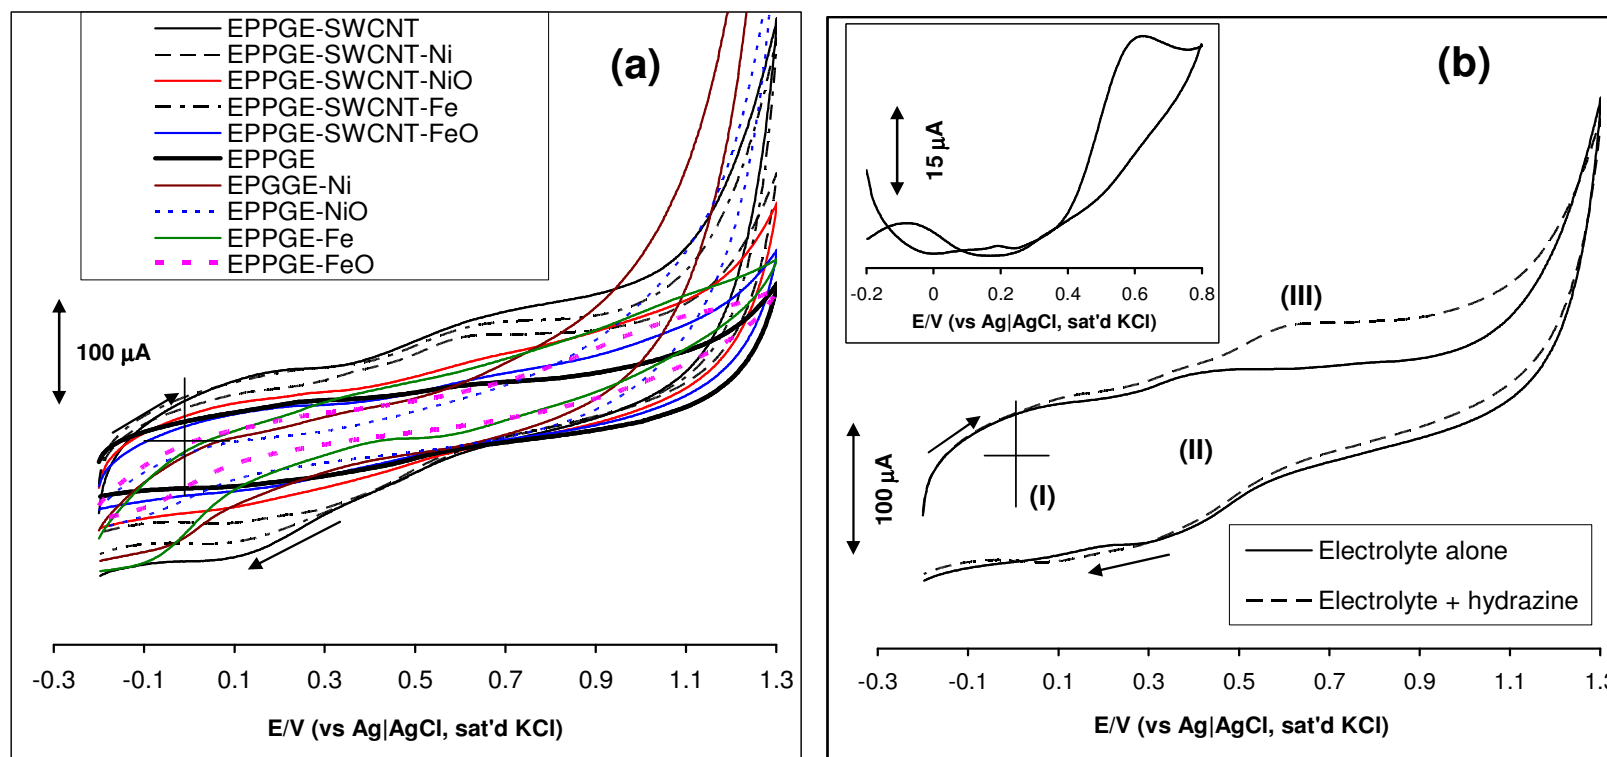 EPPGE-SWCNT
EPPGE-SWCNT-Ni
EPPGE-SWCNT-NiO
EPPGE-SWCNT-Fe
EPPGE-SWCNT-FeO
EPPGE
EPGGE-Ni
EPPGE-NiO
EPPGE-Fe
EPPGE-FeO
(a)
100 µA
-0.3 -0.1 0.1 0.3 0.5 0.7 0.9 1.1 1.3
E/V (vs Ag|AgCl, sat'd KCl)
(b)
15 µA
-0.2 0 0.2 0.4 0.6 0.8
E/V (vs Ag|AgCl, sat'd KCl)
(III)
(II)
(I)
100 µA
Electrolyte alone
Electrolyte + hydrazine
-0.3 -0.1 0.1 0.3 0.5 0.7 0.9 1.1 1.3
E/V (vs Ag|AgCl, sat'd KCl)